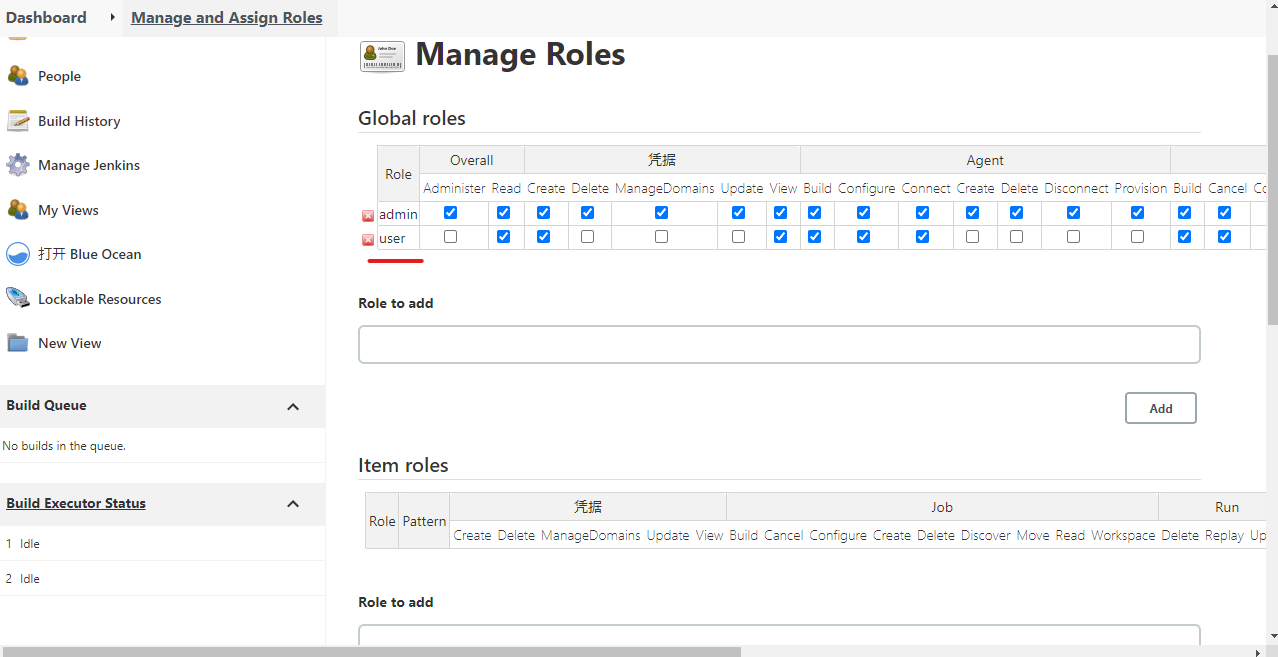 Dashboard
Manage and Assign Roles
People
Build History
Manage Jenkins
My Views
打开 Blue Ocean
Lockable Resources
New View
Build Queue
No builds in the queue.
Build Executor Status
1 Idle
2 Idle
John Doe
Manage Roles
Global roles
Role Overall 凭据 Agent
Administer Read Create Delete ManageDomains Update View Build Configure Connect Create Delete Disconnect Provision Build Cancel Co
admin
user
Role to add
Add
Item roles
Role Pattern 凭据 Job Run
Create Delete ManageDomains Update View Build Cancel Configure Create Delete Discover Move Read Workspace Delete Replay Up
Role to add